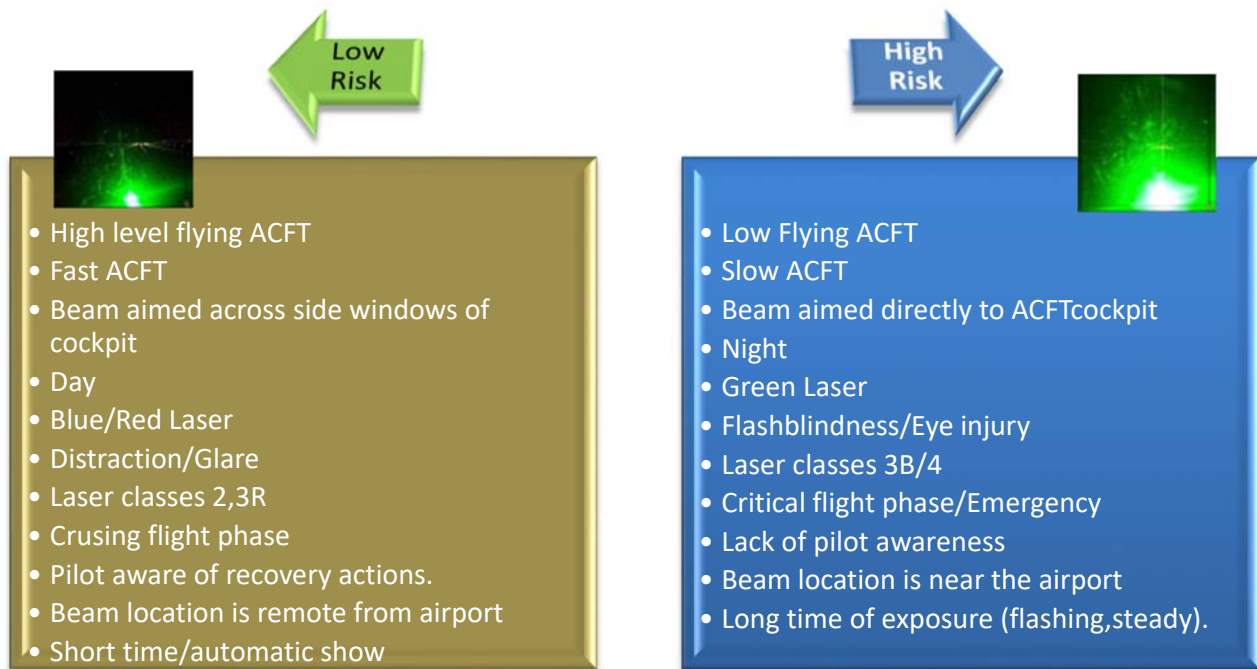 Low
Risk
High
Risk
• High level flying ACFT
• Fast ACFT
• Beam aimed across side windows of
cockpit
• Day
• Blue/Red Laser
• Distraction/Glare
• Laser classes 2,3R
• Crusing flight phase
• Pilot aware of recovery actions.
• Beam location is remote from airport
• Short time/automatic show
• Low Flying ACFT
• Slow ACFT
• Beam aimed directly to ACFTcockpit
• Night
• Green Laser
• Flashblindness/Eye injury
• Laser classes 3B/4
• Critical flight phase/Emergency
• Lack of pilot awareness
• Beam location is near the airport
• Long time of exposure (flashing,steady).